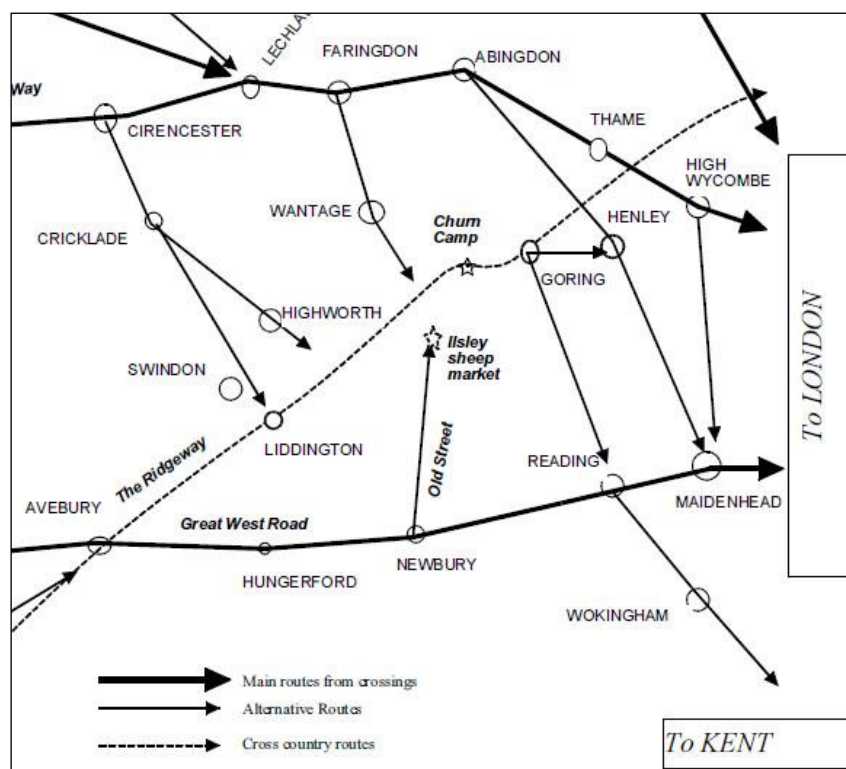 LECHLA
FARINGDON
ABINGDON
Way
CIRENCESTER
THAME
HIGH
WYCOMBE
WANTAGE
Churn
Camp
HENLEY
CRICKLADE
GORING
HIGHWORTH
Ilsley
sheep
market
SWINDON
To LONDON
LIDDINGTON
The Ridgeway
Old Street
READING
AVEBURY
MAIDENHEAD
Great West Road
NEWBURY
HUNGERFORD
WOKINGHAM
Main routes from crossings
Alternative Routes
Cross country routes
To KENT